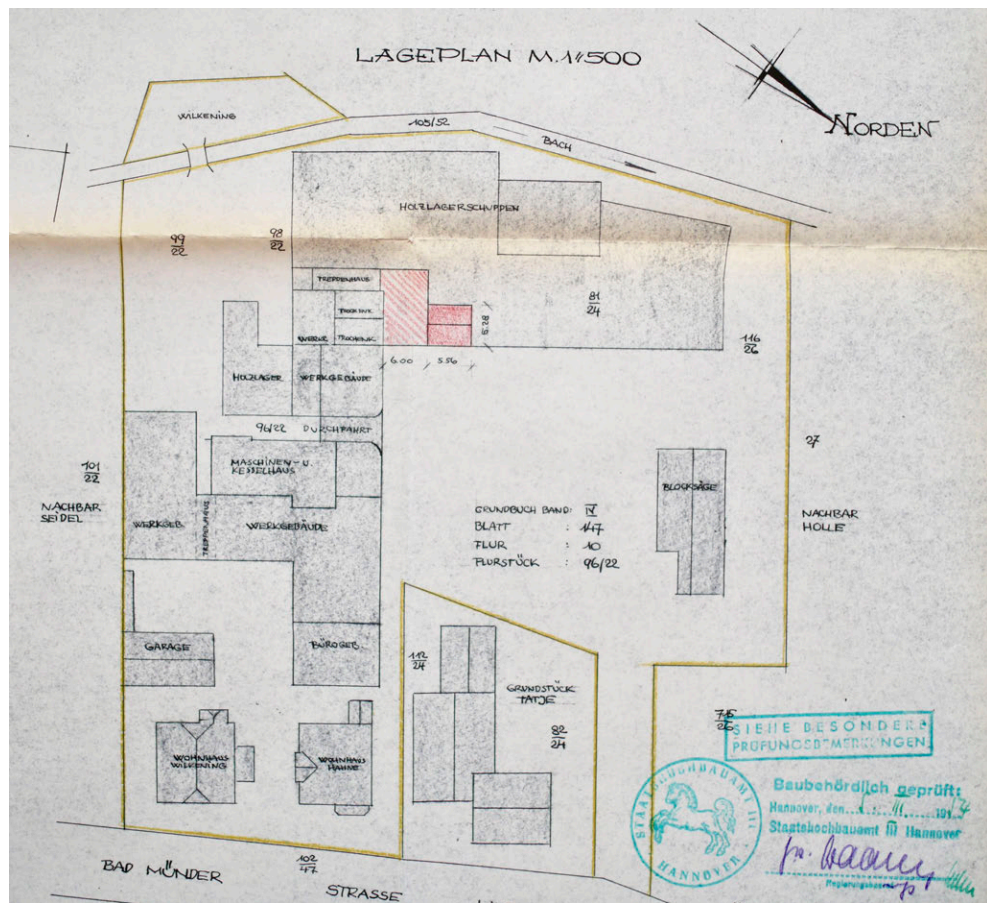 LAGEPLAN M. 1:500
NORDEN
WILKENING
105/52
BACH
HOLZLAGERSCHUPPEN
99
22
98
22
TREPPENHAUS
81
24
5.28
6.00 5.56
116
26
HOLZLAGER
WERKGEBÄUDE
96/22 DURCHFAHRT
MASCHINEN- U.
KESSELHAUS
101
22
27
NACHBAR
SEIDEL
BLOCKSÄGE
NACHBAR
HOLLE
WERKGEB.
TREPPENHAUS
WERKGEBÄUDE
GRUNDBUCH BAND: IV
BLATT : 147
FLUR : 10
FLURSTÜCK : 96/22
GARAGE
BÜROGEB.
112
24
GRUNDSTÜCK
TATJE
82
24
WOHNHAUS
WILKENING
WOHNHAUS
HAHNE
SIEHE BESONDERE
PRÜFUNGSBEMERKUNGEN
STAATSHOCHBAUAMT III
HANNOVER
Baubehördlich geprüft:
Hannover, den
Staatshochbauamt III Hannover
BAD MÜNDER
102
47
STRASSE